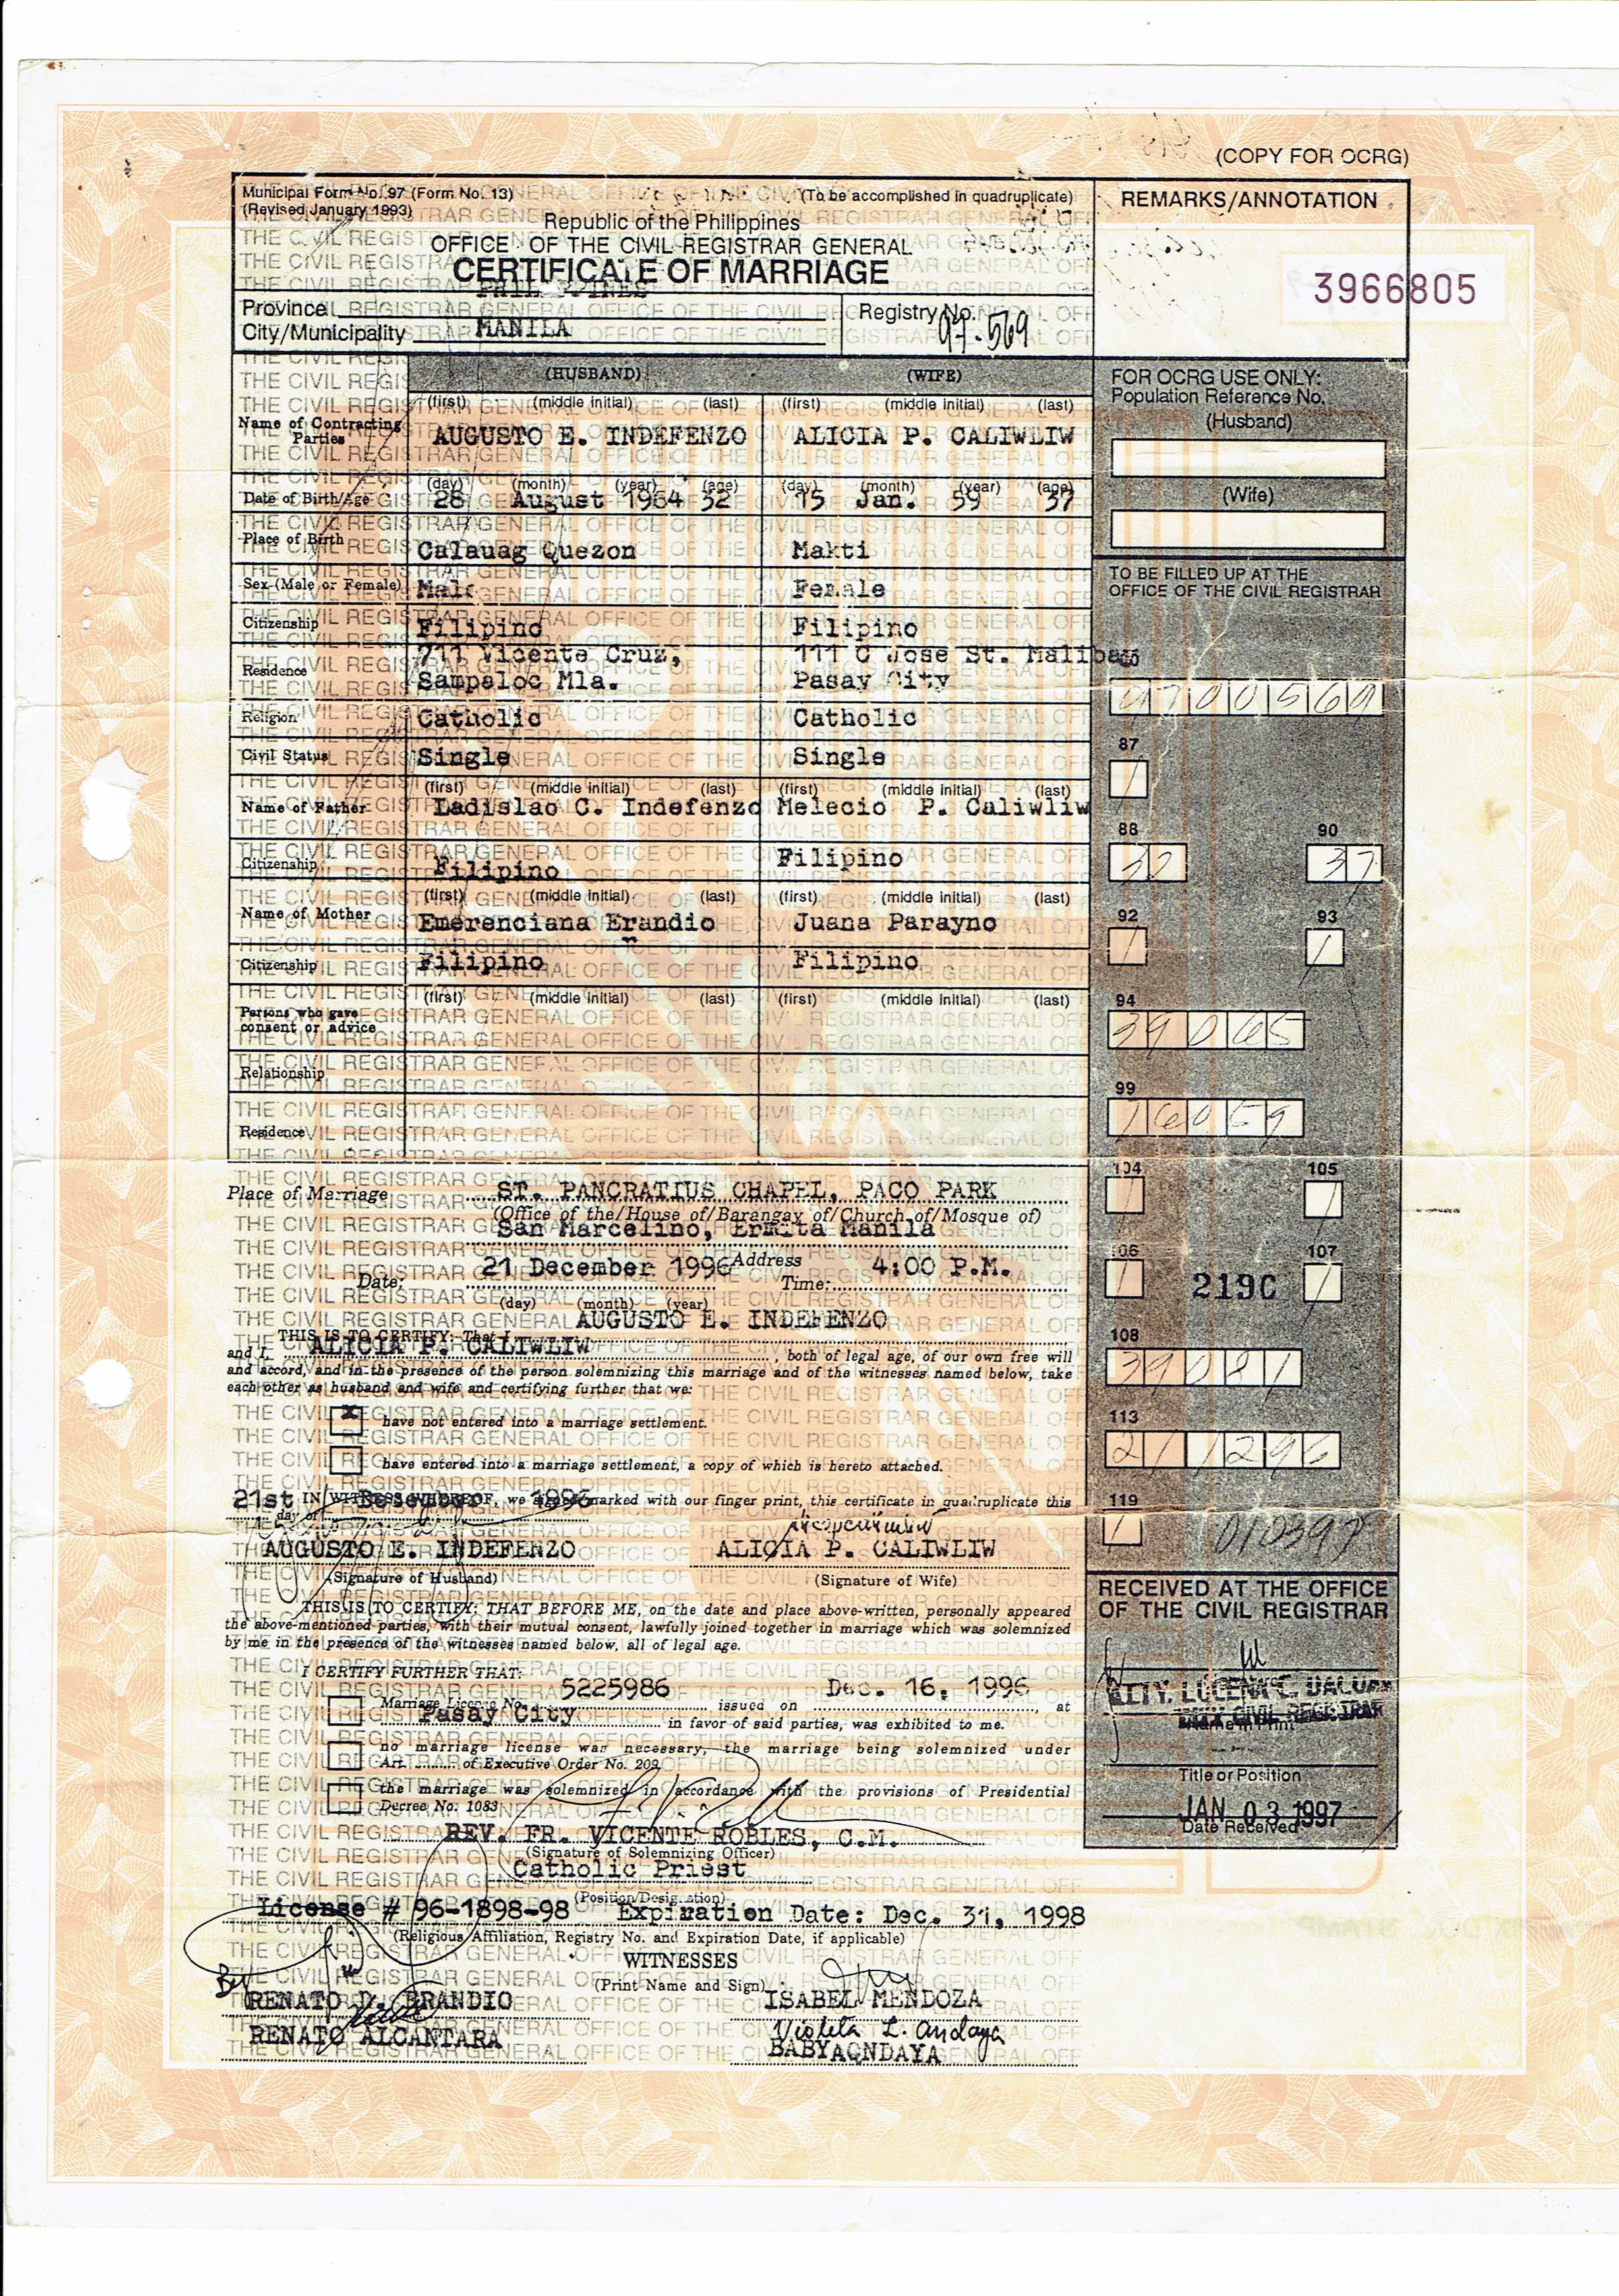 (COPY FOR OCRG)
Municipal Form No. 97 (Form No. 13) (To be accomplished in quadruplicate)
(Revised January 1993)
Republic of the Philippines
OFFICE OF THE CIVIL REGISTRAR GENERAL
CERTIFICATE OF MARRIAGE
REMARKS/ANNOTATION
3966805
PHILIPPINES
Province
City/Municipality MANILA
Registry No. 97-569
(HUSBAND) (WIFE)
(first) (middle initial) (last) (first) (middle initial) (last)
Name of Contracting Parties AUGUSTO E. INDEFENZO ALICIA P. CALIWLIW
(day) (month) (year) (age) (day) (month) (year) (age)
Date of Birth/Age 28 August 1964 32 15 Jan. 59 37
Place of Birth Calauag Quezon Makti
Sex (Male or Female) Male Female
Citizenship Filipino Filipino
711 Vicente Cruz, 111 C Jose St. Malibay
Residence Sampaloc Mla. Pasay City
Religion Catholic Catholic
Civil Status Single Single
(first) (middle initial) (last) (first) (middle initial) (last)
Name of Father Ladislao C. Indefenzo Melecio P. Caliwliw
Citizenship Filipino Filipino
(first) (middle initial) (last) (first) (middle initial) (last)
Name of Mother Emerenciana Erandio Juana Parayno
Citizenship Filipino Filipino
(first) (middle initial) (last) (first) (middle initial) (last)
Persons who gave
consent or advice
Relationship
Residence
Place of Marriage ST. PANCRATIUS CHAPEL, PACO PARK
(Office of the/House of/Barangay of/Church of/Mosque of)
San Marcelino, Ermita Manila
Address
Date: 21 December 1996 Time: 4:00 P.M.
(day) (month) (year)
THIS IS TO CERTIFY: That I AUGUSTO E. INDEFENZO
and I, ALICIA P. CALIWLIW, both of legal age, of our own free will
and accord, and in the presence of the person solemnizing this marriage and of the witnesses named below, take
each other as husband and wife and certifying further that we:
X have not entered into a marriage settlement.
have entered into a marriage settlement, a copy of which is hereto attached.
IN WITNESS WHEREOF, we signed/marked with our finger print, this certificate in quadruplicate this
21st day of December 1996
AUGUSTO E. INDEFENZO ALICIA P. CALIWLIW
(Signature of Husband) (Signature of Wife)
THIS IS TO CERTIFY: THAT BEFORE ME, on the date and place above-written, personally appeared
the above-mentioned parties, with their mutual consent, lawfully joined together in marriage which was solemnized
by me in the presence of the witnesses named below, all of legal age.
I CERTIFY FURTHER THAT:
Marriage License No. 5225986 issued on Dec. 16, 1996, at
Pasay City in favor of said parties, was exhibited to me.
no marriage license was necessary, the marriage being solemnized under
Art. of Executive Order No. 209
the marriage was solemnized in accordance with the provisions of Presidential
Decree No. 1083
REV. FR. VICENTE ROBLES, C.M.
(Signature of Solemnizing Officer)
Catholic Priest
(Position/Designation)
License # 96-1898-98 Expiration Date: Dec. 31, 1998
(Religious Affiliation, Registry No. and Expiration Date, if applicable)
WITNESSES
(Print Name and Sign)
RENATO V. ERANDIO ISABEL MENDOZA
Violeta L. Andaya
RENATO ALCANTARA BABYAQNDAYA
FOR OCRG USE ONLY:
Population Reference No.
(Husband)
(Wife)
TO BE FILLED UP AT THE
OFFICE OF THE CIVIL REGISTRAR
9700569
87
1
88 90
32 37
92 93
1 1
94
39065
99
16059
104 105
1 1
106 107
1 219C 1
108
39081
113
211296
119
1 010397
RECEIVED AT THE OFFICE
OF THE CIVIL REGISTRAR
ATTY. LUCENA C. DACUAN
CITY CIVIL REGISTRAR
Name in Print
Title or Position
JAN 03 1997
Date Received